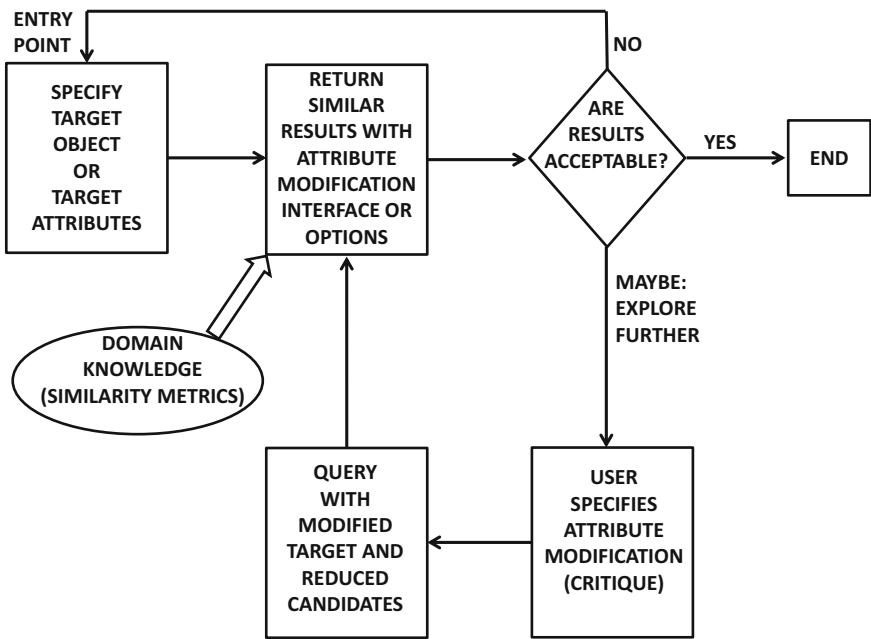 ENTRY
POINT
SPECIFY
TARGET
OBJECT
OR
TARGET
ATTRIBUTES
RETURN
SIMILAR
RESULTS WITH
ATTRIBUTE
MODIFICATION
INTERFACE OR
OPTIONS
NO
ARE
RESULTS
ACCEPTABLE?
YES
END
MAYBE:
EXPLORE
FURTHER
DOMAIN
KNOWLEDGE
(SIMILARITY METRICS)
QUERY
WITH
MODIFIED
TARGET AND
REDUCED
CANDIDATES
USER
SPECIFIES
ATTRIBUTE
MODIFICATION
(CRITIQUE)